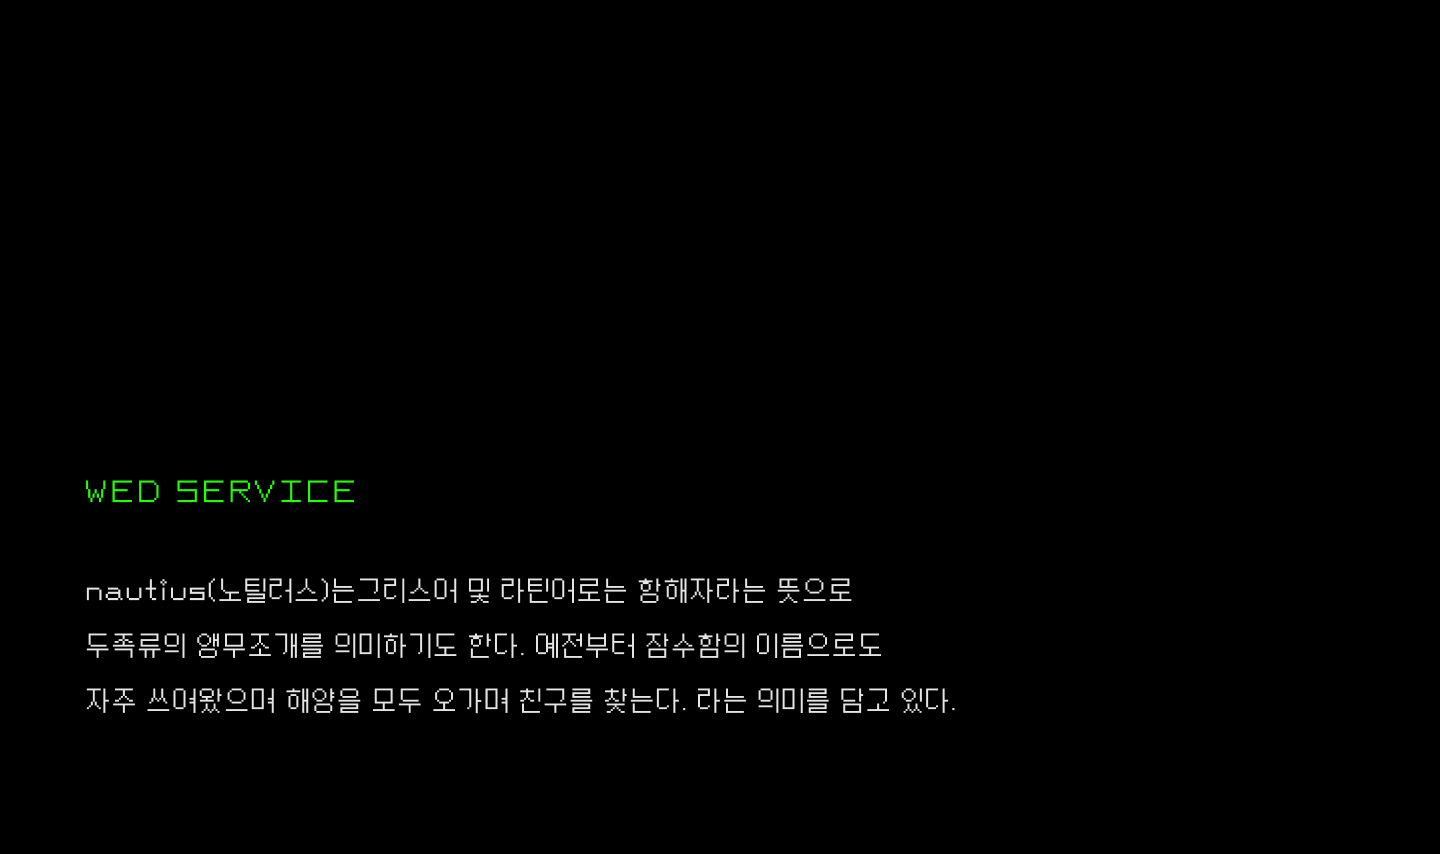 WED SERVICE
nautius(노틸러스)는그리스어 및 라틴어로는 항해자라는 뜻으로
두족류의 앵무조개를 의미하기도 한다. 예전부터 잠수함의 이름으로도
자주 쓰여왔으며 해양을 모두 오가며 친구를 찾는다. 라는 의미를 담고 있다.